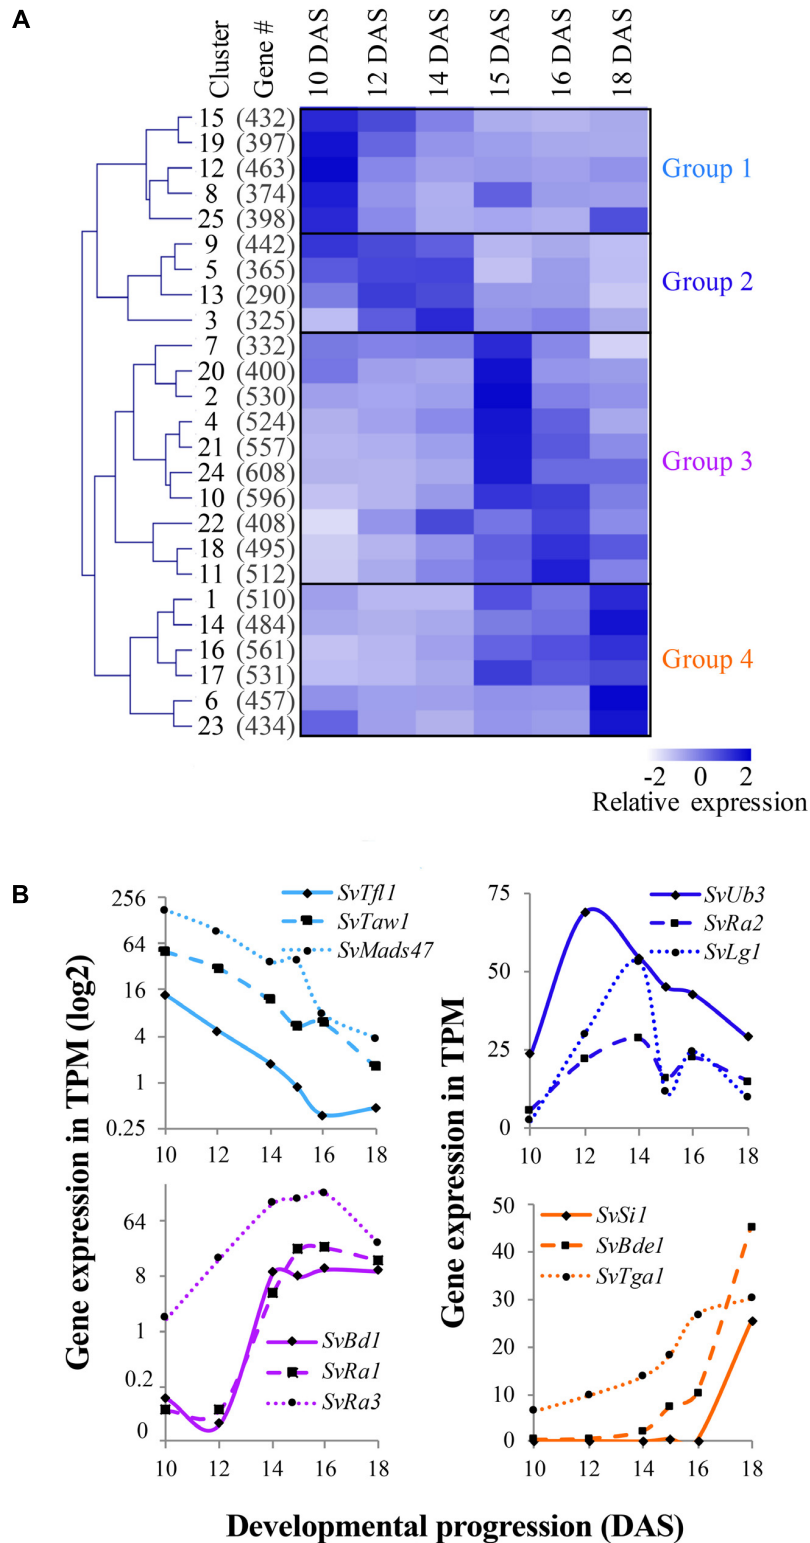 A
Cluster Gene # 10 DAS 12 DAS 14 DAS 15 DAS 16 DAS 18 DAS
15 (432)
19 (397)
12 (463)
8 (374)
25 (398)
Group 1
9 (442)
5 (365)
13 (290)
3 (325)
Group 2
7 (332)
20 (400)
2 (530)
4 (524)
21 (557)
24 (608)
10 (596)
22 (408)
18 (495)
11 (512)
Group 3
1 (510)
14 (484)
16 (561)
17 (531)
6 (457)
23 (434)
Group 4
-2 0 2
Relative expression
B
Gene expression in TPM (log2)
256
64
16
4
1
0.25
10 12 14 16 18
SvTfl1
SvTaw1
SvMads47
Gene expression in TPM
75
50
25
0
10 12 14 16 18
SvUb3
SvRa2
SvLg1
64
8
1
0.2
0
10 12 14 16 18
SvBd1
SvRa1
SvRa3
50
40
30
20
10
0
10 12 14 16 18
SvSi1
SvBde1
SvTga1
Developmental progression (DAS)